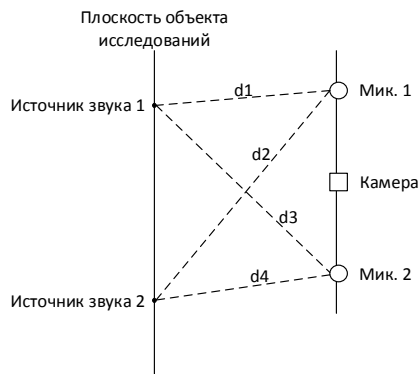 Плоскость объекта
исследований
d1
Источник звука 1
Мик. 1
d2
Камера
d3
Мик. 2
d4
Источник звука 2